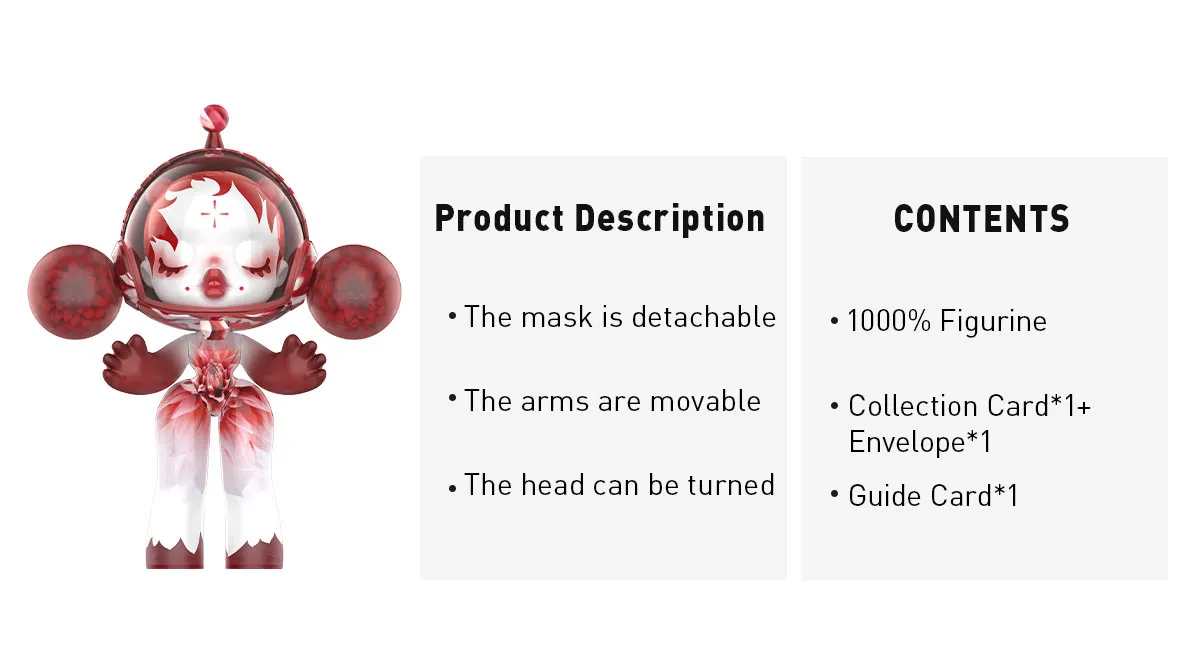 Product Description
• The mask is detachable
• The arms are movable
• The head can be turned
CONTENTS
• 1000% Figurine
• Collection Card*1+
Envelope*1
• Guide Card*1